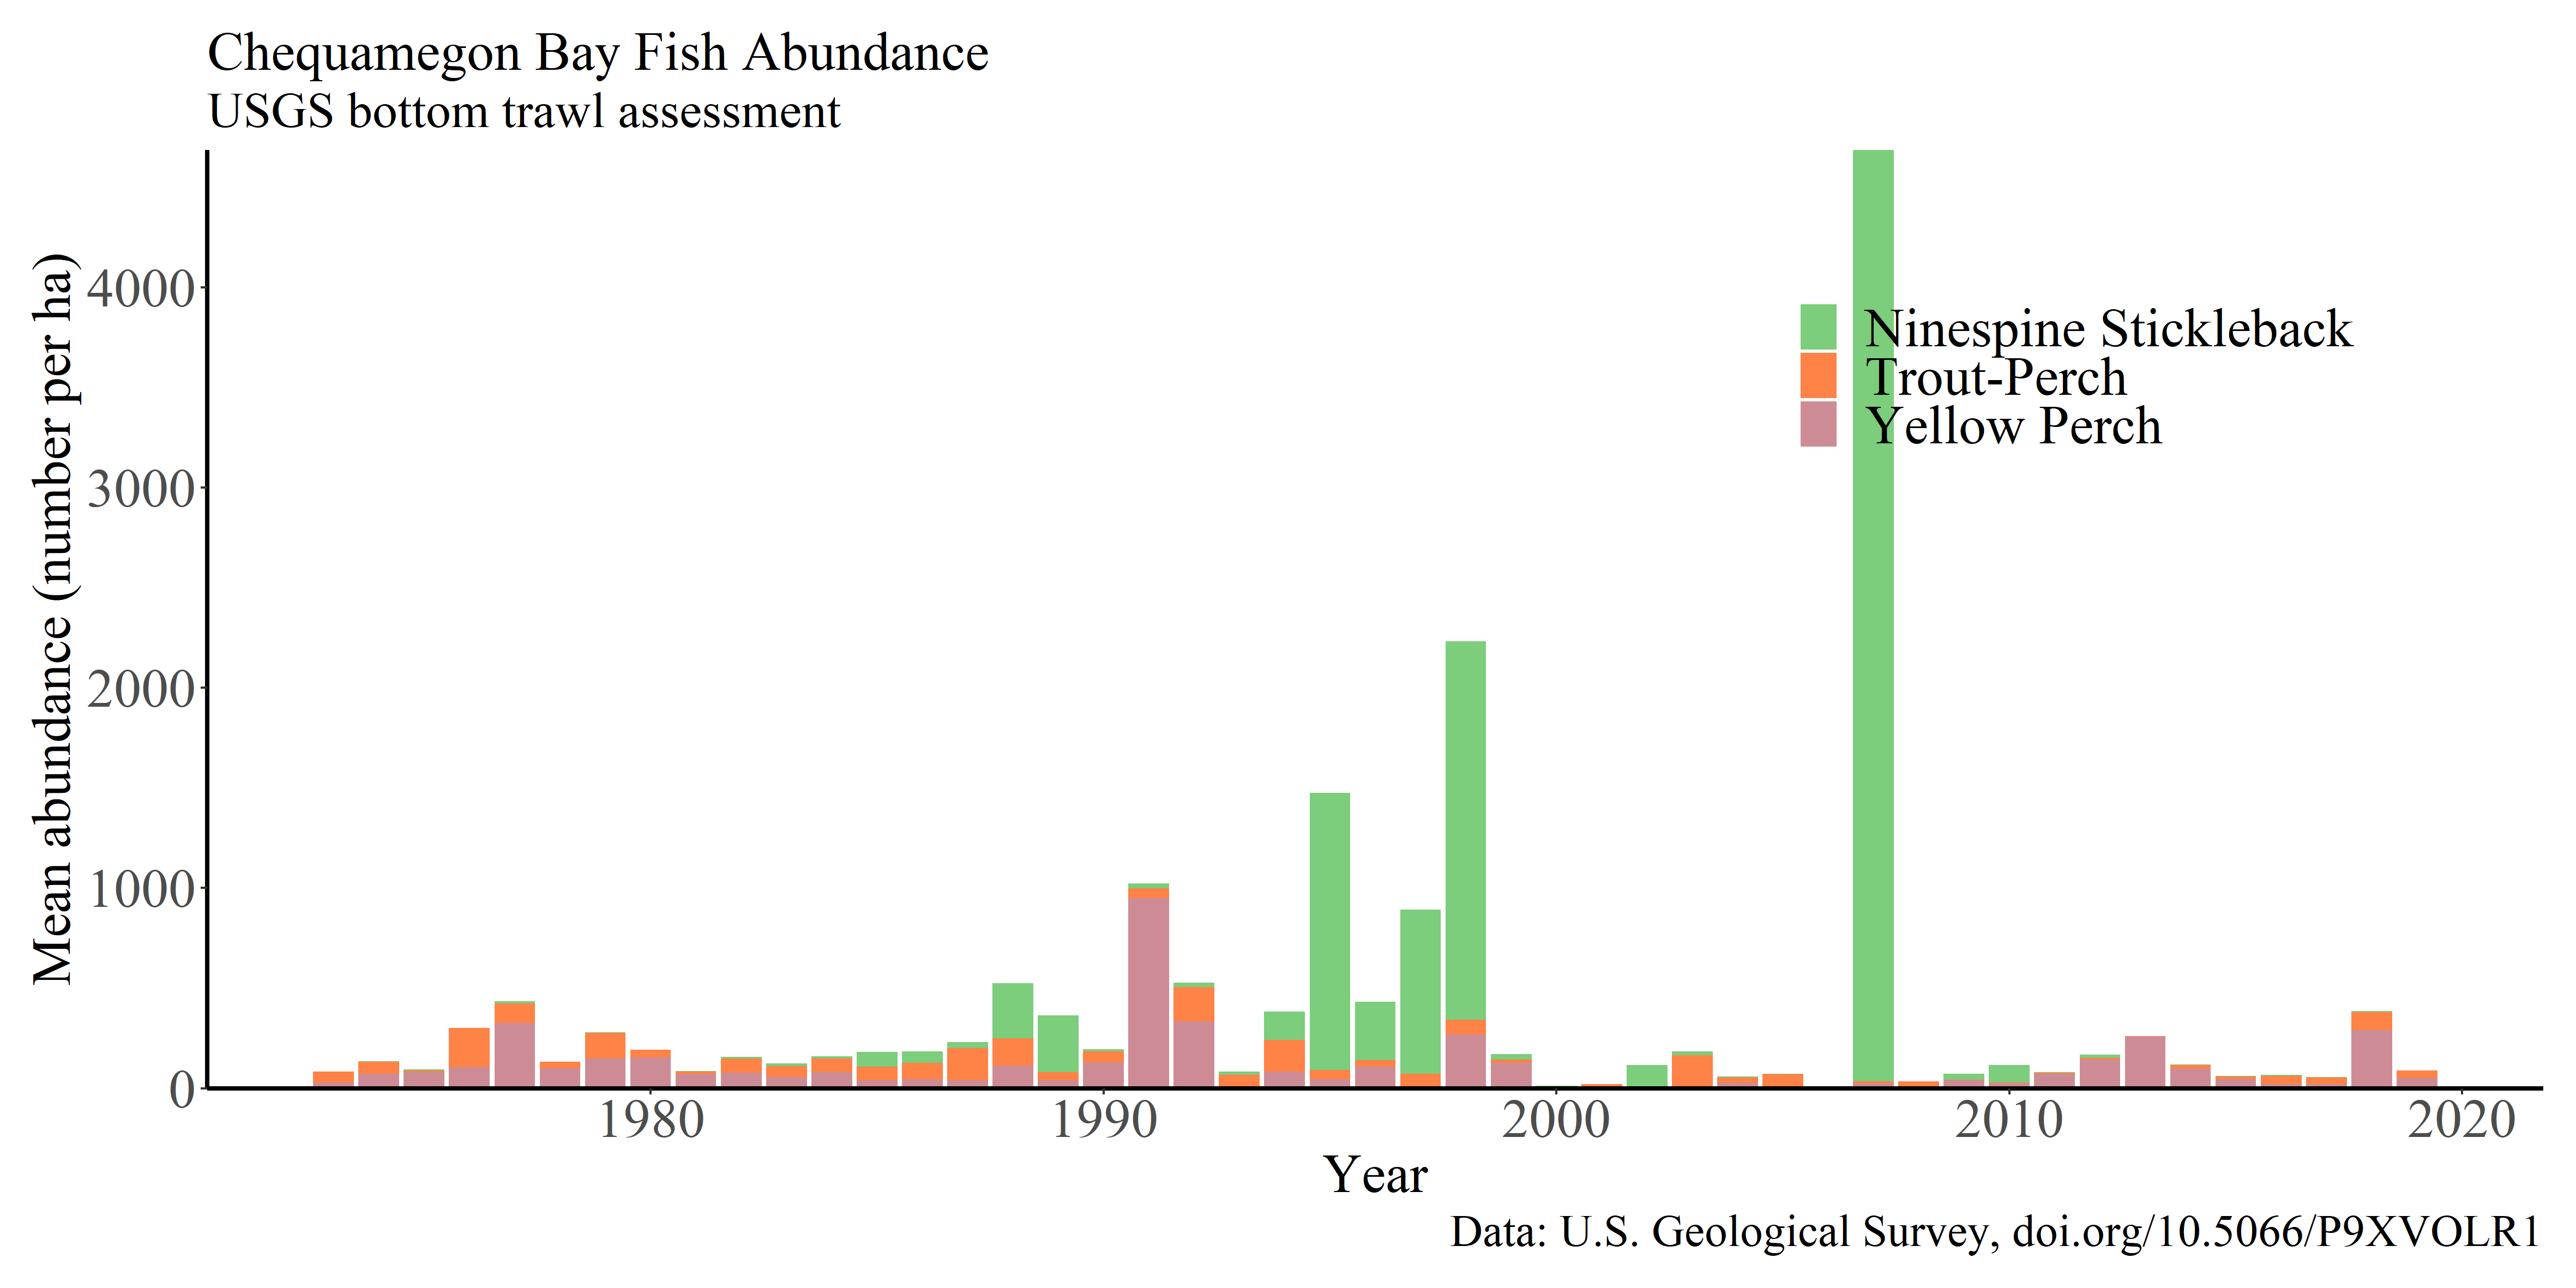 Chequamegon Bay Fish Abundance
USGS bottom trawl assessment
Mean abundance (number per ha)
4000
3000
2000
1000
0
Ninespine Stickleback
Trout-Perch
Yellow Perch
1980 1990 2000 2010 2020
Year
Data: U.S. Geological Survey, doi.org/10.5066/P9XVOLR1